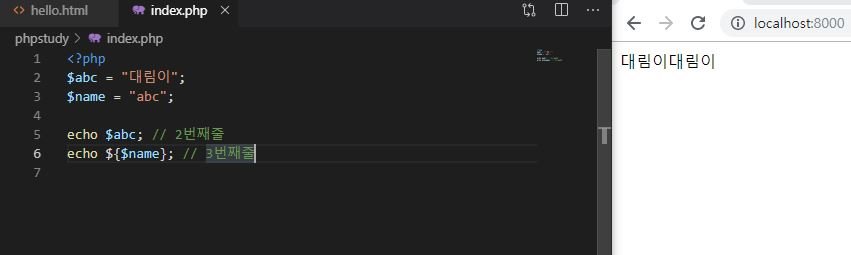 hello.html
index.php
phpstudy > index.php
1 <?php
2 $abc = "대림이";
3 $name = "abc";
4
5 echo $abc; // 2번째줄
6 echo ${$name}; // 3번째줄
7
localhost:8000
대림이대림이